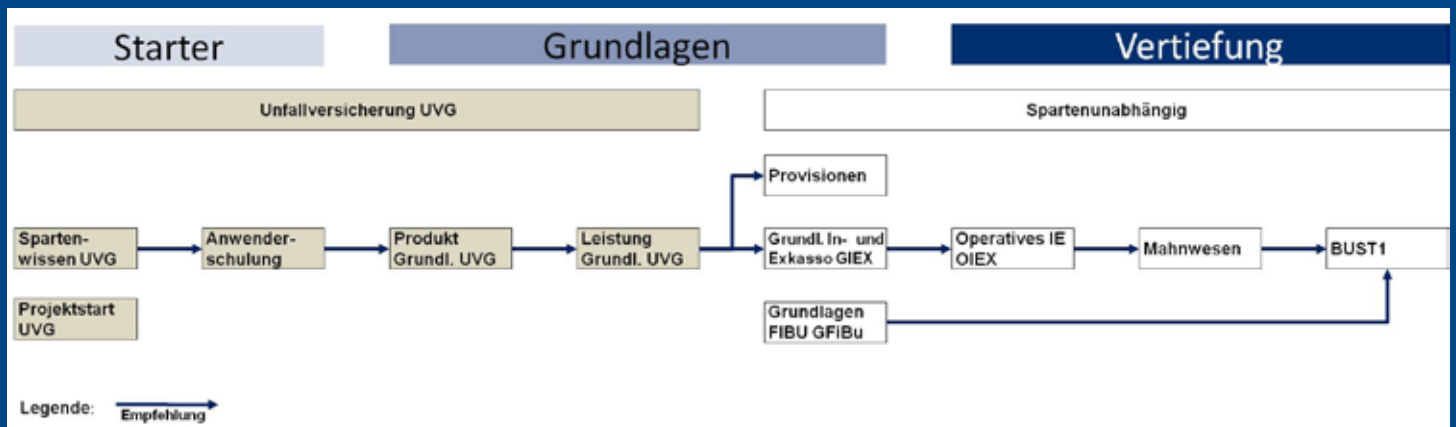 Starter
Grundlagen
Vertiefung
Unfallversicherung UVG
Spartenunabhängig
Provisionen
Sparten-
wissen UVG
Anwender-
schulung
Produkt
Grundl. UVG
Leistung
Grundl. UVG
Grundl. In- und
Exkasso GIEX
Operatives IE
OIEX
Mahnwesen
BUST1
Projektstart
UVG
Grundlagen
FIBU GFiBu
Legende:
Empfehlung